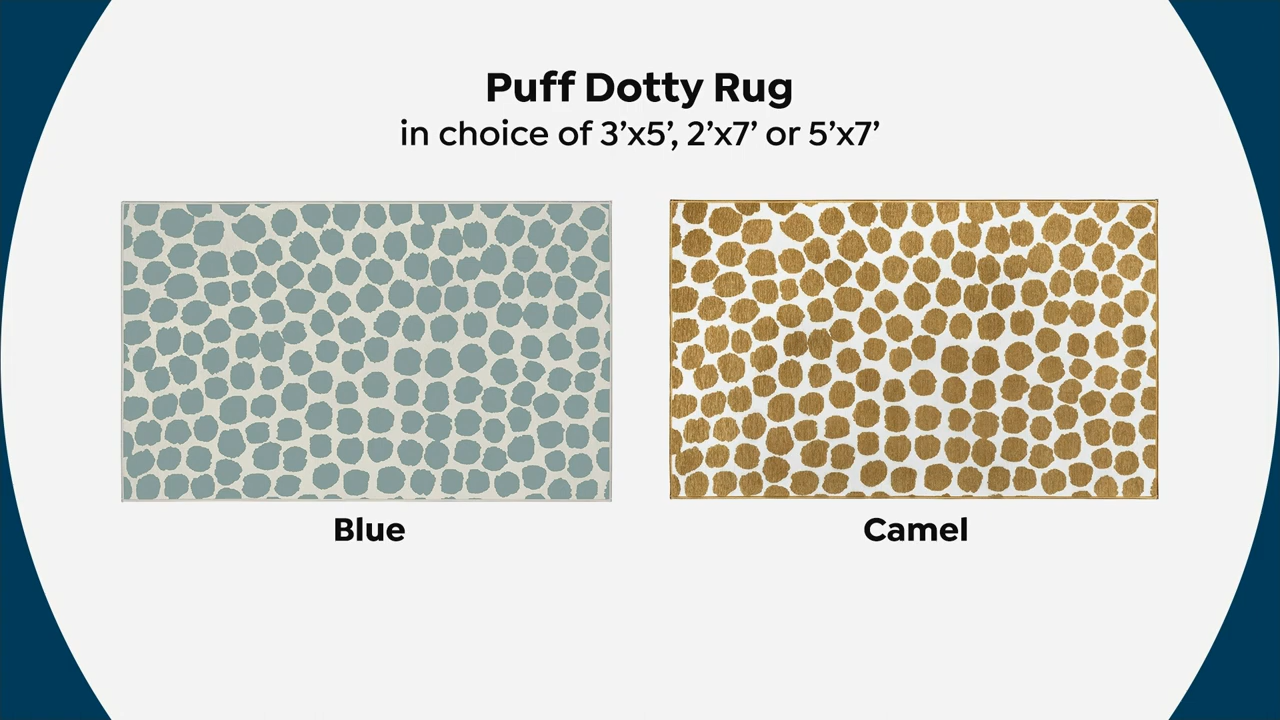 Puff Dotty Rug
in choice of 3’x5’, 2’x7’ or 5’x7’
Blue
Camel